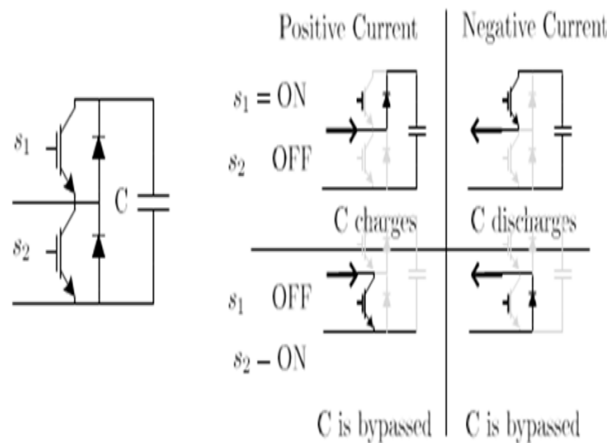 Positive Current
Negative Current
s₁ = ON
s₂ OFF
s₁
C
s₂
C charges
C discharges
s₁ OFF
s₂ – ON
C is bypassed
C is bypassed